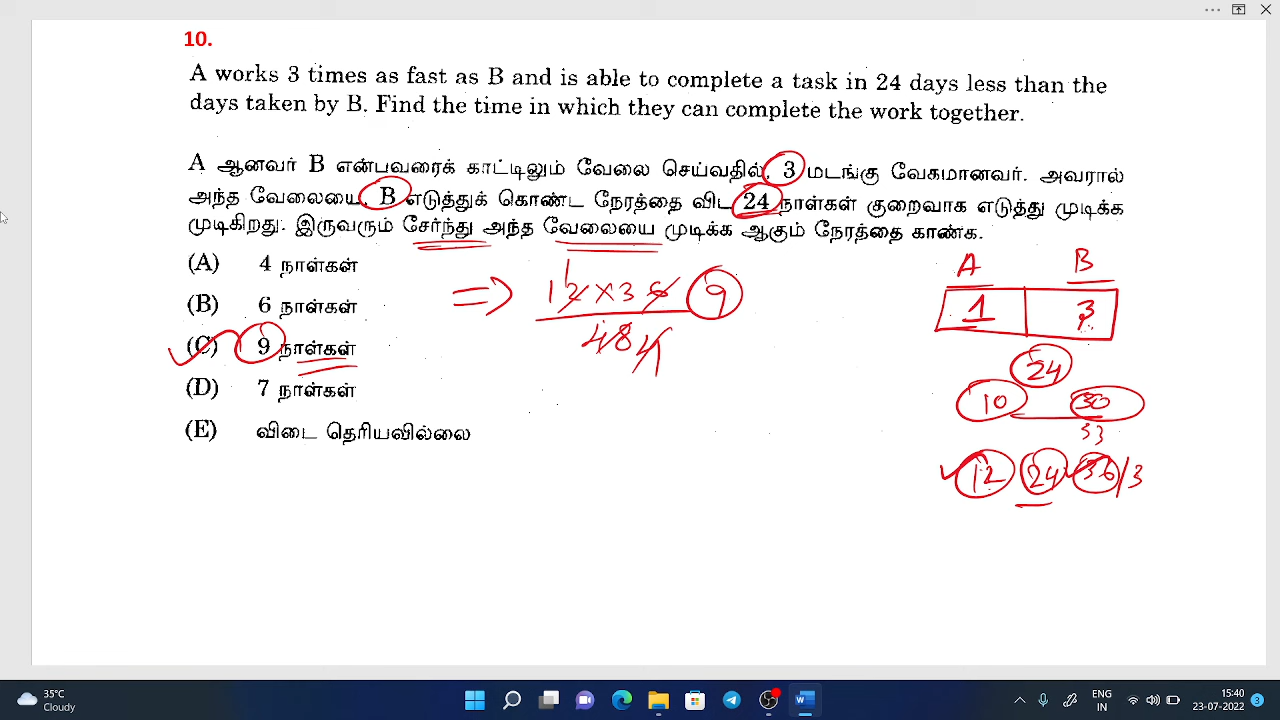 10.
A works 3 times as fast as B and is able to complete a task in 24 days less than the
days taken by B. Find the time in which they can complete the work together.
A ஆனவர் B என்பவரைக் காட்டிலும் வேலை செய்வதில், 3 மடங்கு வேகமானவர். அவரால்
அந்த வேலையை, B எடுத்துக் கொண்ட நேரத்தை விட 24 நாள்கள் குறைவாக எடுத்து முடிக்க
முடிகிறது. இருவரும் சேர்ந்து அந்த வேலையை முடிக்க ஆகும் நேரத்தை காண்க.
(A) 4 நாள்கள்
(B) 6 நாள்கள்
(C) 9 நாள்கள்
(D) 7 நாள்கள்
(E) விடை தெரியவில்லை
12 × 36 9
48 4
A B
1 3
24
10 30
12 24 36/3
35°C
Cloudy
ENG
IN
15:40
23-07-2022
3